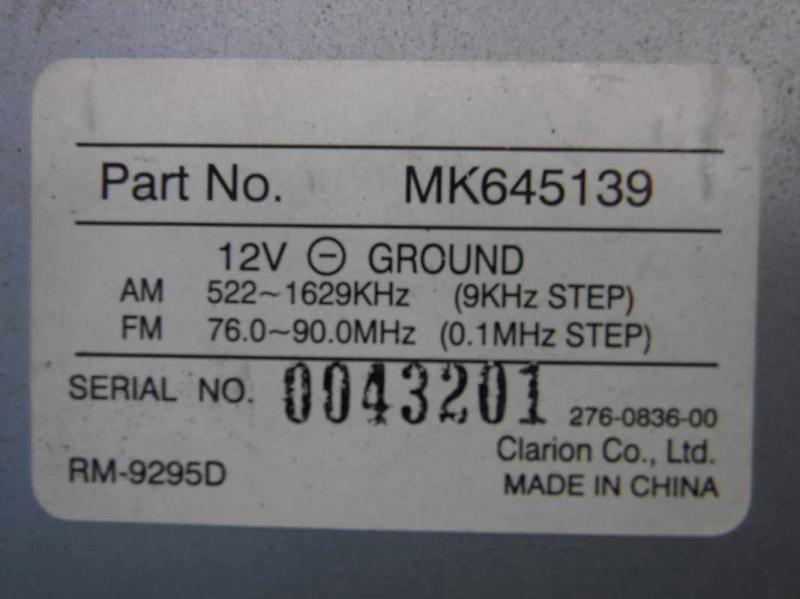 Part No. MK645139
12V ⊖ GROUND
AM 522~1629KHz (9KHz STEP)
FM 76.0~90.0MHz (0.1MHz STEP)
SERIAL NO. 0043201 276-0836-00
Clarion Co., Ltd.
RM-9295D MADE IN CHINA